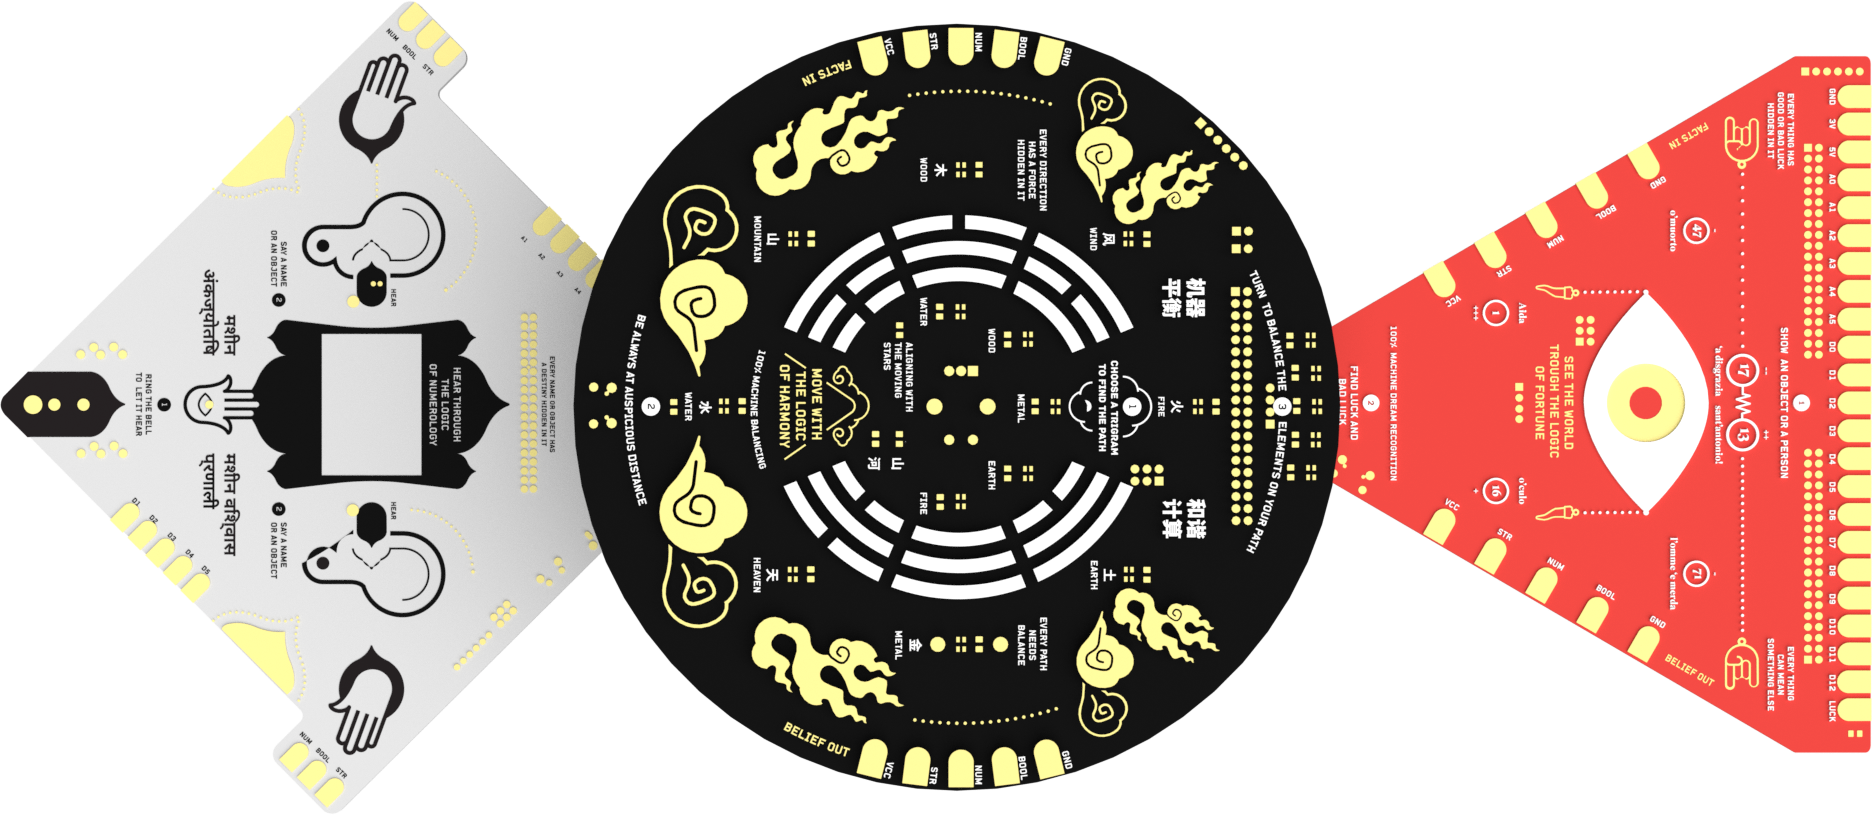 NUM
BOOL
STR
A1
A2
A3
A4
SAY A NAME
OR AN OBJECT
2
HEAR
मशीन
अंकज्योतिषि
HEAR THROUGH
THE LOGIC
OF NUMEROLOGY
EVERY NAME OR OBJECT HAS
A DESTINY HIDDEN IN IT
RING THE BELL
TO LET IT HEAR
1
मशीन वशि्वास
प्रणाली
2
SAY A NAME
OR AN OBJECT
HEAR
D1
D2
D3
D4
D5
NUM
BOOL
STR
FACTS IN
VCC
STR
NUM
BOOL
GND
EVERY DIRECTION
HAS A FORCE
HIDDEN IN IT
木
WOOD
山
MOUNTAIN
风
WIND
机器
平衡
TURN TO BALANCE THE 3 ELEMENTS ON YOUR PATH
WATER
WOOD
ALIGNING WITH
THE MOVING
STARS
METAL
EARTH
FIRE
CHOOSE A TRIGRAM
TO FIND THE PATH
1
火
FIRE
MOVE WITH
THE LOGIC
OF HARMONY
100% MACHINE BALANCING
水
WATER
2
BE ALWAYS AT AUSPICIOUS DISTANCE
山
河
和谐
计算
天
HEAVEN
土
EARTH
金
METAL
EVERY PATH
NEEDS
BALANCE
BELIEF OUT
VCC
STR
NUM
BOOL
GND
FACTS IN
GND
BOOL
NUM
STR
VCC
EVERY THING HAS
GOOD OR BAD LUCK
HIDDEN IN IT
47
o'muorto
Aida
1
+++
SEE THE WORLD
TROUGH THE LOGIC
OF FORTUNE
100% MACHINE DREAM RECOGNITION
2
FIND LUCK AND
BAD LUCK
SHOW AN OBJECT OR A PERSON
1
17
'a disgrazia
13
sant'antonio!
o'culo
16
+
71
l'omme 'e merda
EVERY THING
CAN MEAN
SOMETHING ELSE
BELIEF OUT
VCC
STR
NUM
BOOL
GND
GND
3V
5V
A0
A1
A2
A3
A4
A5
D0
D1
D2
D3
D4
D5
D6
D7
D8
D9
D10
D11
D12
LUCK